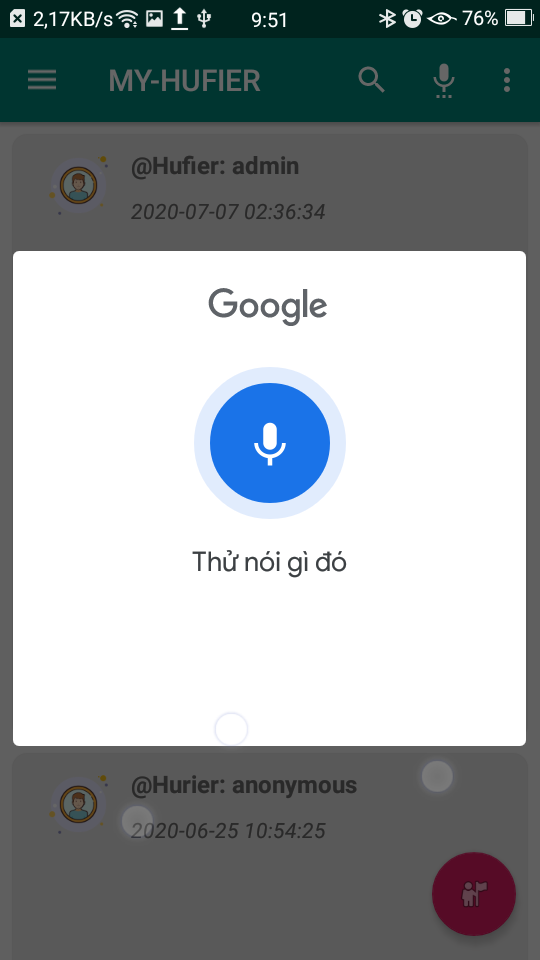 2,17KB/s 9:51 76%
MY-HUFIER
@Hufier: admin
2020-07-07 02:36:34
Google
Thử nói gì đó
@Hurier: anonymous
2020-06-25 10:54:25